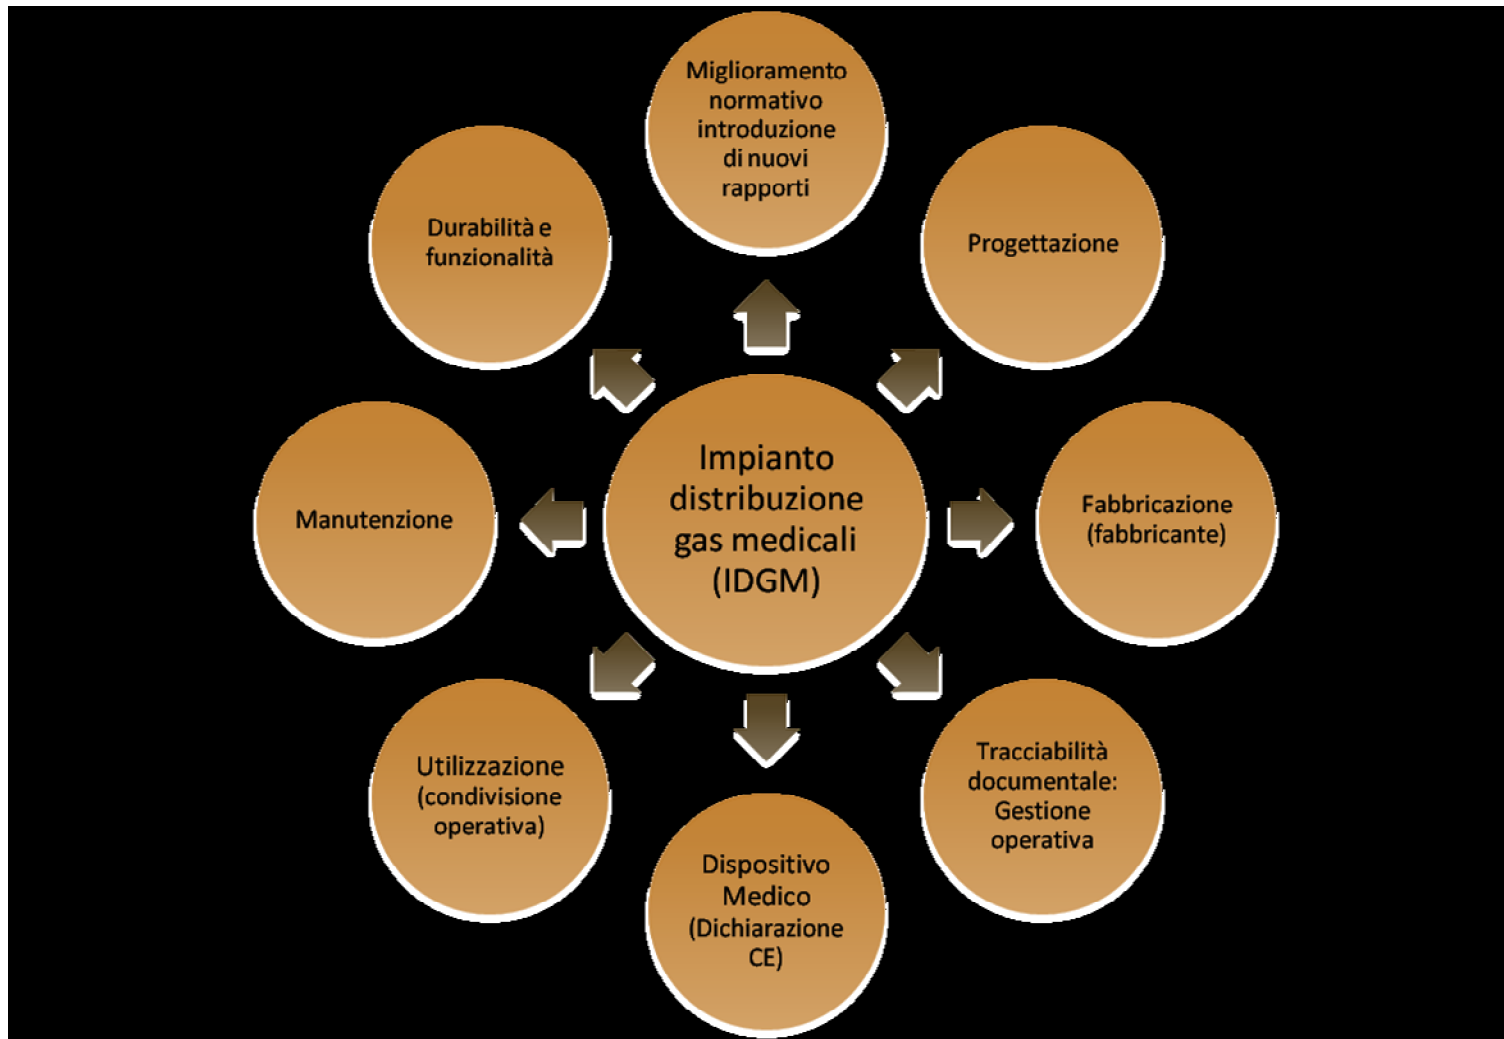 Miglioramento
normativo
introduzione
di nuovi
rapporti
Durabilità e
funzionalità
Progettazione
Impianto
distribuzione
gas medicali
(IDGM)
Manutenzione
Fabbricazione
(fabbricante)
Utilizzazione
(condivisione
operativa)
Tracciabilità
documentale:
Gestione
operativa
Dispositivo
Medico
(Dichiarazione
CE)